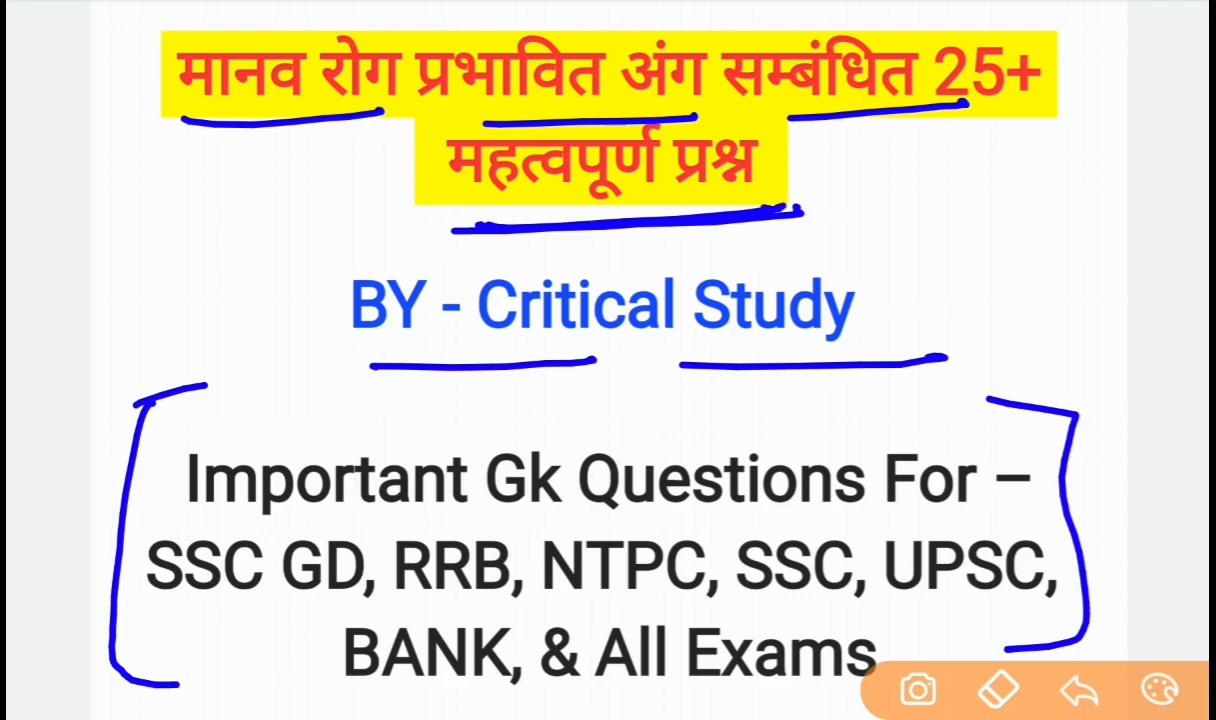 मानव रोग प्रभावित अंग सम्बंधित 25+
महत्वपूर्ण प्रश्न
BY - Critical Study
Important Gk Questions For –
SSC GD, RRB, NTPC, SSC, UPSC,
BANK, & All Exams